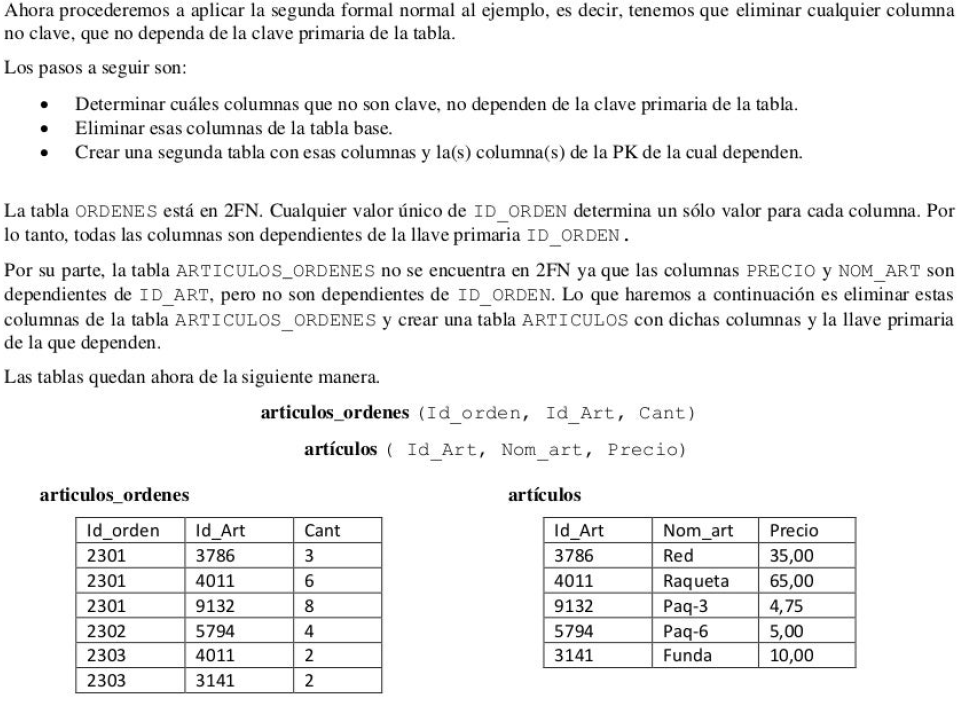 Ahora procederemos a aplicar la segunda formal normal al ejemplo, es decir, tenemos que eliminar cualquier columna
no clave, que no dependa de la clave primaria de la tabla.
Los pasos a seguir son:
• Determinar cuáles columnas que no son clave, no dependen de la clave primaria de la tabla.
• Eliminar esas columnas de la tabla base.
• Crear una segunda tabla con esas columnas y la(s) columna(s) de la PK de la cual dependen.
La tabla ORDENES está en 2FN. Cualquier valor único de ID_ORDEN determina un sólo valor para cada columna. Por
lo tanto, todas las columnas son dependientes de la llave primaria ID_ORDEN.
Por su parte, la tabla ARTICULOS_ORDENES no se encuentra en 2FN ya que las columnas PRECIO y NOM_ART son
dependientes de ID_ART, pero no son dependientes de ID_ORDEN. Lo que haremos a continuación es eliminar estas
columnas de la tabla ARTICULOS_ORDENES y crear una tabla ARTICULOS con dichas columnas y la llave primaria
de la que dependen.
Las tablas quedan ahora de la siguiente manera.
articulos_ordenes (Id_orden, Id_Art, Cant)
artículos ( Id_Art, Nom_art, Precio)
articulos_ordenes
Id_orden Id_Art Cant
2301 3786 3
2301 4011 6
2301 9132 8
2302 5794 4
2303 4011 2
2303 3141 2
artículos
Id_Art Nom_art Precio
3786 Red 35,00
4011 Raqueta 65,00
9132 Paq-3 4,75
5794 Paq-6 5,00
3141 Funda 10,00